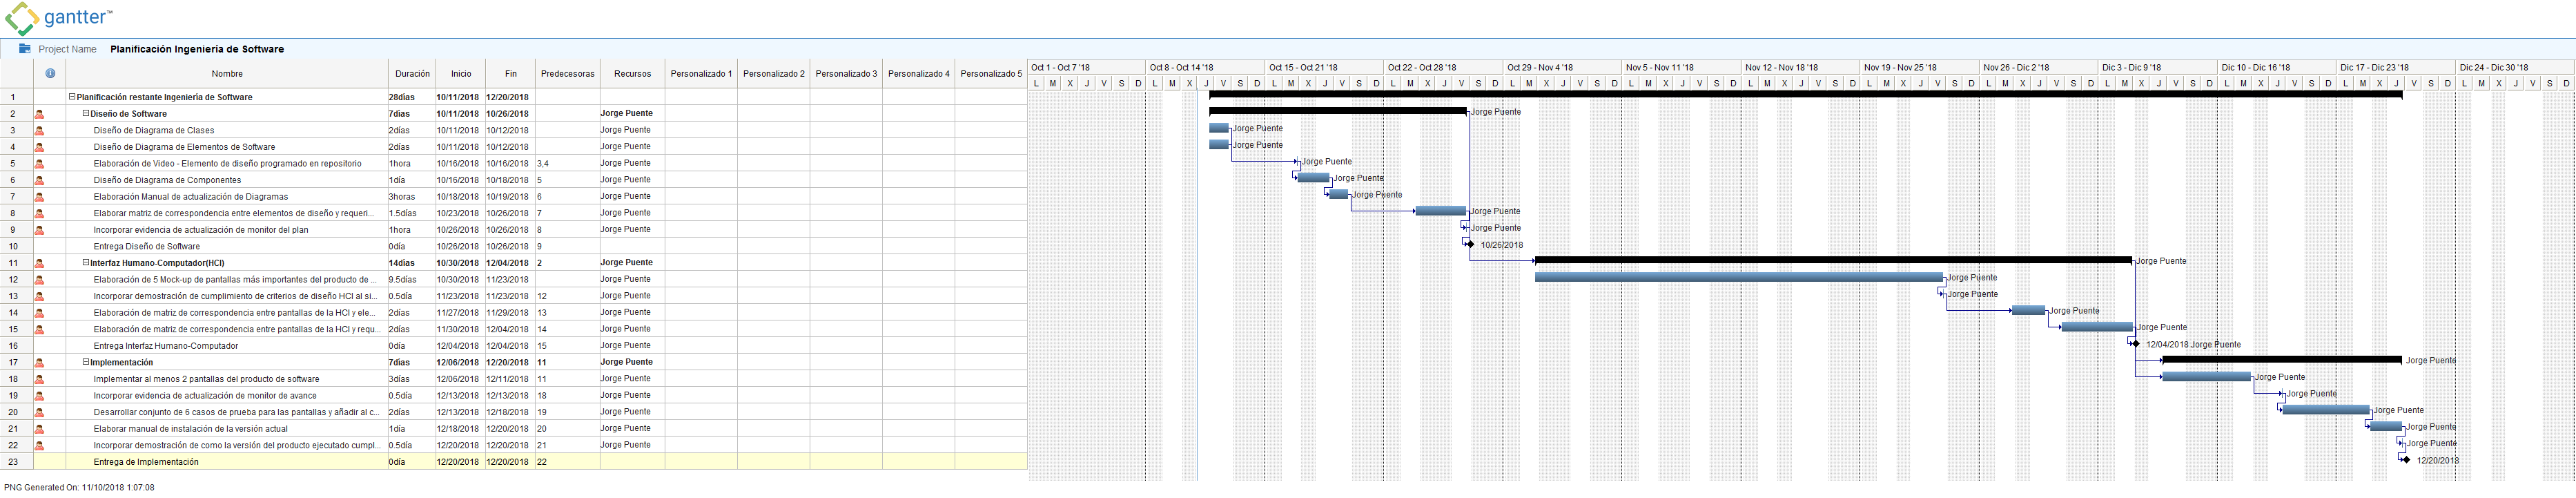 gantter™
Project Name Planificación Ingeniería de Software
Nombre Duración Inicio Fin Predecesoras Recursos Personalizado 1 Personalizado 2 Personalizado 3 Personalizado 4 Personalizado 5
Oct 1 - Oct 7 '18 Oct 8 - Oct 14 '18 Oct 15 - Oct 21 '18 Oct 22 - Oct 28 '18 Oct 29 - Nov 4 '18 Nov 5 - Nov 11 '18 Nov 12 - Nov 18 '18 Nov 19 - Nov 25 '18 Nov 26 - Dic 2 '18 Dic 3 - Dic 9 '18 Dic 10 - Dic 16 '18 Dic 17 - Dic 23 '18 Dic 24 - Dic 30 '18
L M X J V S D L M X J V S D L M X J V S D L M X J V S D L M X J V S D L M X J V S D L M X J V S D L M X J V S D L M X J V S D L M X J V S D L M X J V S D L M X J V S D L M X J V S D
1 Planificación restante Ingeniería de Software 28días 10/11/2018 12/20/2018
2 Diseño de Software 7días 10/11/2018 10/26/2018 Jorge Puente Jorge Puente
3 Diseño de Diagrama de Clases 2días 10/11/2018 10/12/2018 Jorge Puente Jorge Puente
4 Diseño de Diagrama de Elementos de Software 2días 10/11/2018 10/12/2018 Jorge Puente Jorge Puente
5 Elaboración de Video - Elemento de diseño programado en repositorio 1hora 10/16/2018 10/16/2018 3,4 Jorge Puente Jorge Puente
6 Diseño de Diagrama de Componentes 1día 10/16/2018 10/18/2018 5 Jorge Puente Jorge Puente
7 Elaboración Manual de actualización de Diagramas 3horas 10/18/2018 10/19/2018 6 Jorge Puente Jorge Puente
8 Elaborar matriz de correspondencia entre elementos de diseño y requeri... 1.5días 10/23/2018 10/26/2018 7 Jorge Puente Jorge Puente
9 Incorporar evidencia de actualización de monitor del plan 1hora 10/26/2018 10/26/2018 8 Jorge Puente Jorge Puente
10 Entrega Diseño de Software 0día 10/26/2018 10/26/2018 9 10/26/2018
11 Interfaz Humano-Computador(HCI) 14días 10/30/2018 12/04/2018 2 Jorge Puente Jorge Puente
12 Elaboración de 5 Mock-up de pantallas más importantes del producto de ... 9.5días 10/30/2018 11/23/2018 Jorge Puente Jorge Puente
13 Incorporar demostración de cumplimiento de criterios de diseño HCI al si... 0.5día 11/23/2018 11/23/2018 12 Jorge Puente Jorge Puente
14 Elaboración de matriz de correspondencia entre pantallas de la HCI y ele... 2días 11/27/2018 11/29/2018 13 Jorge Puente Jorge Puente
15 Elaboración de matriz de correspondencia entre pantallas de la HCI y requ... 2días 11/30/2018 12/04/2018 14 Jorge Puente Jorge Puente
16 Entrega Interfaz Humano-Computador 0día 12/04/2018 12/04/2018 15 12/04/2018 Jorge Puente
17 Implementación 7días 12/06/2018 12/20/2018 11 Jorge Puente Jorge Puente
18 Implementar al menos 2 pantallas del producto de software 3días 12/06/2018 12/11/2018 11 Jorge Puente Jorge Puente
19 Incorporar evidencia de actualización de monitor de avance 0.5día 12/13/2018 12/13/2018 18 Jorge Puente Jorge Puente
20 Desarrollar conjunto de 6 casos de prueba para las pantallas y añadir al c... 2días 12/13/2018 12/18/2018 19 Jorge Puente Jorge Puente
21 Elaborar manual de instalación de la versión actual 1día 12/18/2018 12/20/2018 20 Jorge Puente Jorge Puente
22 Incorporar demostración de como la versión del producto ejecutado cumpl... 0.5día 12/20/2018 12/20/2018 21 Jorge Puente Jorge Puente
23 Entrega de Implementación 0día 12/20/2018 12/20/2018 22 12/20/2018
PNG Generated On: 11/10/2018 1:07:08